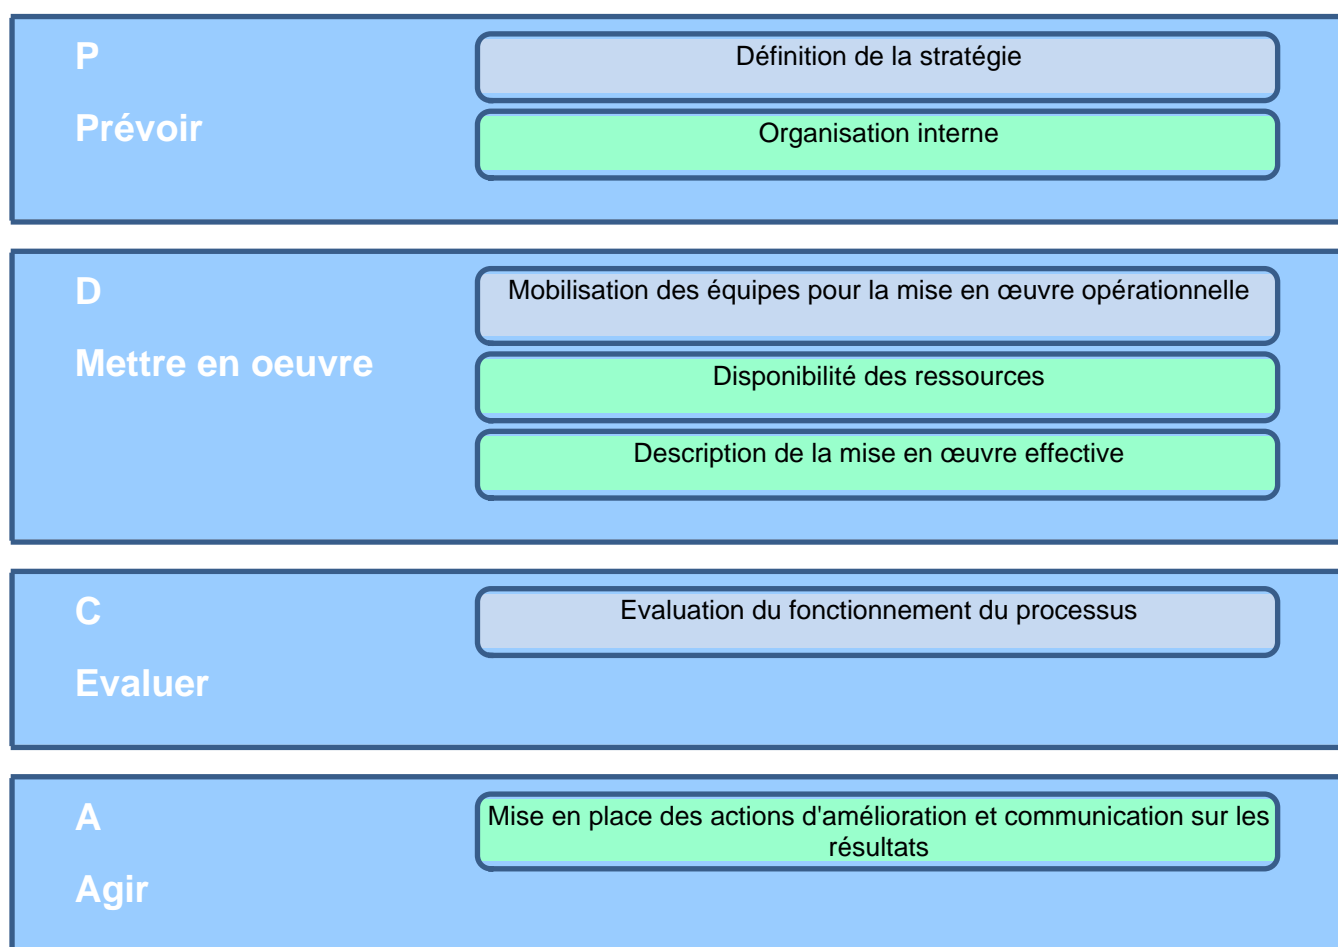 P
Prévoir
Définition de la stratégie
Organisation interne
D
Mettre en oeuvre
Mobilisation des équipes pour la mise en œuvre opérationnelle
Disponibilité des ressources
Description de la mise en œuvre effective
C
Evaluer
Evaluation du fonctionnement du processus
A
Agir
Mise en place des actions d'amélioration et communication sur les
résultats